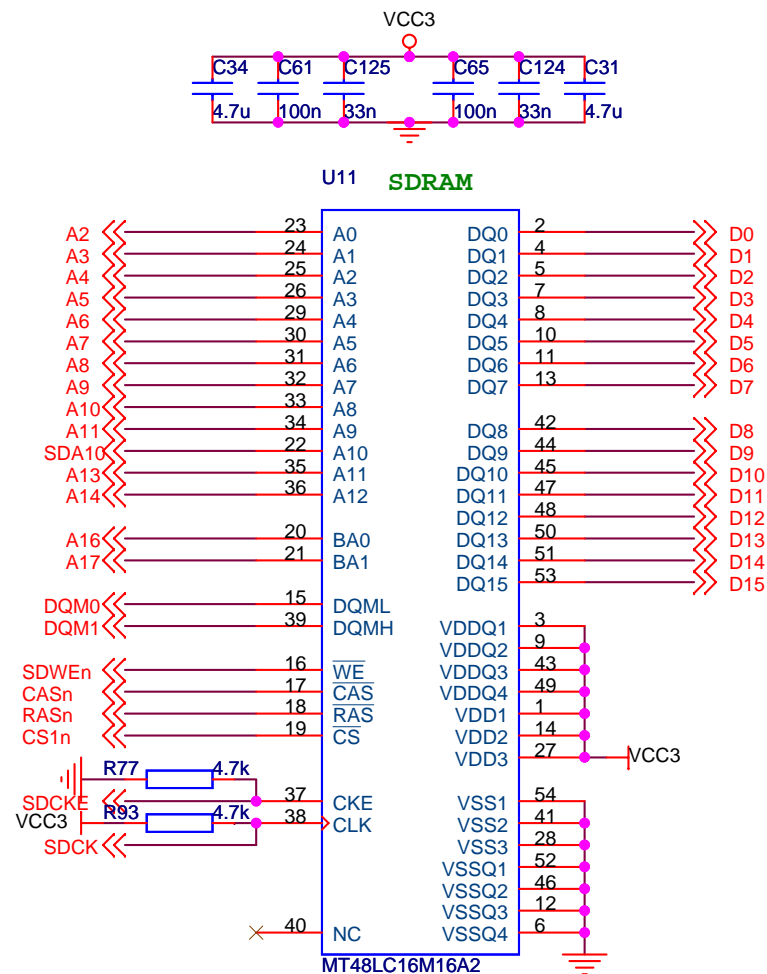 VCC3
C34 C61 C125 C65 C124 C31
4.7u 100n 33n 100n 33n 4.7u
U11 SDRAM
A2 23 A0 DQ0 2 D0
A3 24 A1 DQ1 4 D1
A4 25 A2 DQ2 5 D2
A5 26 A3 DQ3 7 D3
A6 29 A4 DQ4 8 D4
A7 30 A5 DQ5 10 D5
A8 31 A6 DQ6 11 D6
A9 32 A7 DQ7 13 D7
A10 33 A8
A11 34 A9 DQ8 42 D8
SDA10 22 A10 DQ9 44 D9
A13 35 A11 DQ10 45 D10
A14 36 A12 DQ11 47 D11
DQ12 48 D12
A16 20 BA0 DQ13 50 D13
A17 21 BA1 DQ14 51 D14
DQ15 53 D15
DQM0 15 DQML
DQM1 39 DQMH VDDQ1 3
VDDQ2 9
SDWEn 16 WE VDDQ3 43
CASn 17 CAS VDDQ4 49
RASn 18 RAS VDD1 1
CS1n 19 CS VDD2 14
VDD3 27 VCC3
R77 4.7k
SDCKE 37 CKE VSS1 54
VCC3 R93 4.7k 38 CLK VSS2 41
SDCK VSS3 28
VSSQ1 52
VSSQ2 46
VSSQ3 12
40 NC VSSQ4 6
MT48LC16M16A2